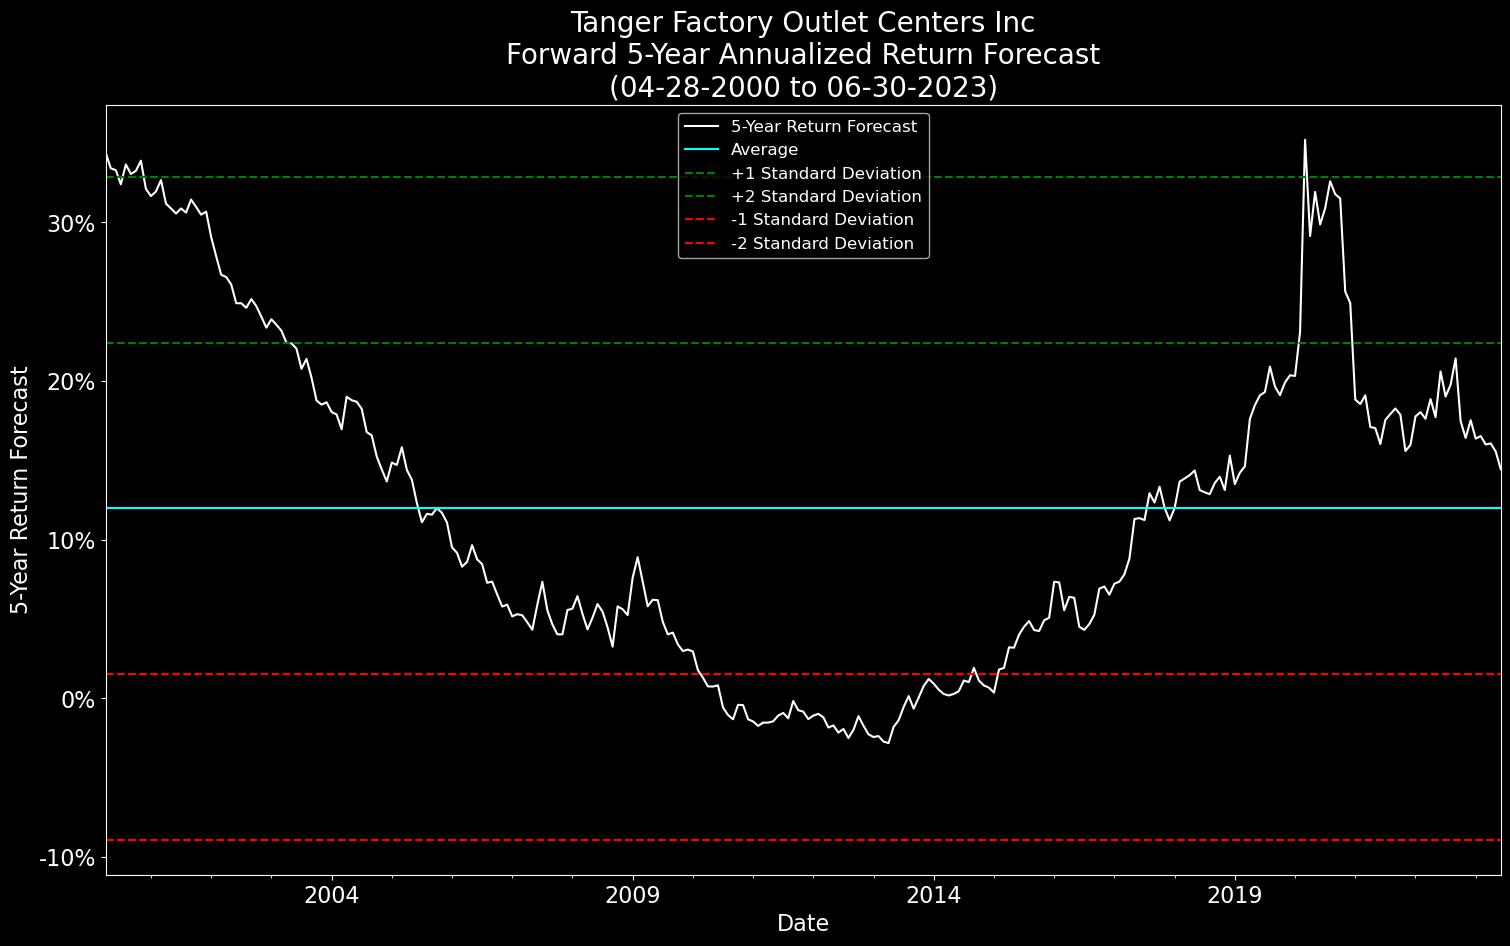 Tanger Factory Outlet Centers Inc
Forward 5-Year Annualized Return Forecast
(04-28-2000 to 06-30-2023)
5-Year Return Forecast
Average
+1 Standard Deviation
+2 Standard Deviation
-1 Standard Deviation
-2 Standard Deviation
5-Year Return Forecast
30%
20%
10%
0%
-10%
2004
2009
2014
2019
Date